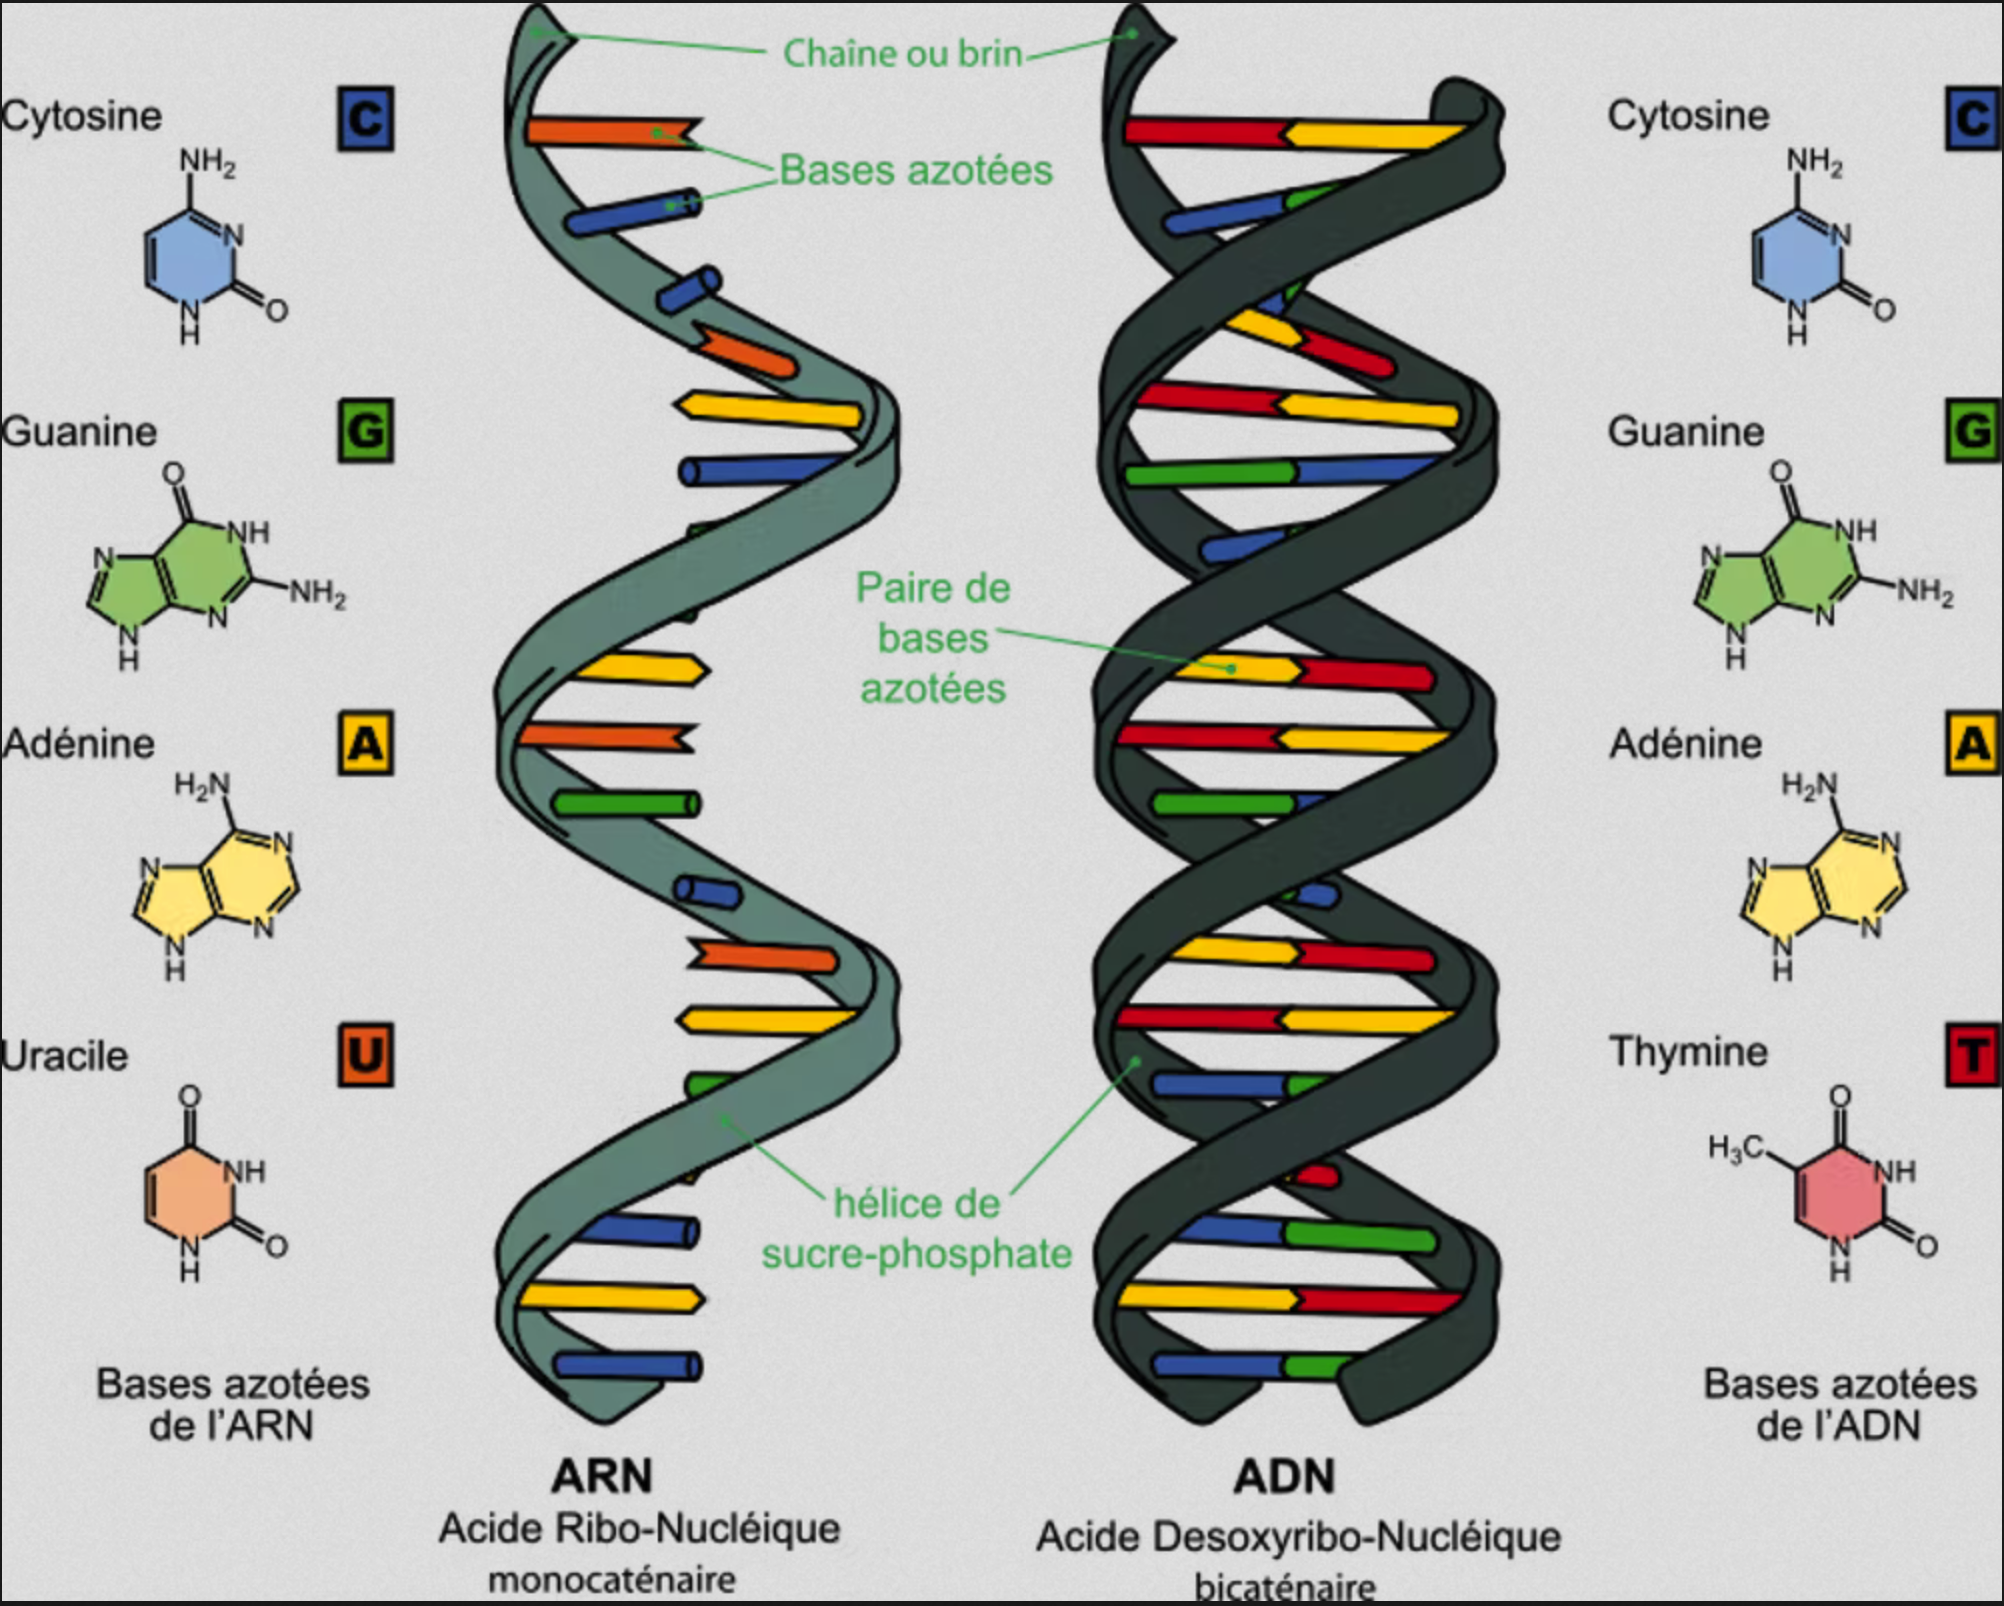 Chaîne ou brin
Bases azotées
Paire de
bases
azotées
hélice de
sucre-phosphate
Cytosine
C
NH2
N
O
N
H
Guanine
G
O
NH
N
NH2
N
N
H
Adénine
A
H2N
N
N
N
N
H
Uracile
U
O
NH
O
N
H
Bases azotées
de l'ARN
ARN
Acide Ribo-Nucléique
monocaténaire
ADN
Acide Desoxyribo-Nucléique
bicaténaire
Cytosine
C
NH2
N
O
N
H
Guanine
G
O
NH
N
NH2
N
N
H
Adénine
A
H2N
N
N
N
N
H
Thymine
T
O
H3C
NH
O
N
H
Bases azotées
de l'ADN